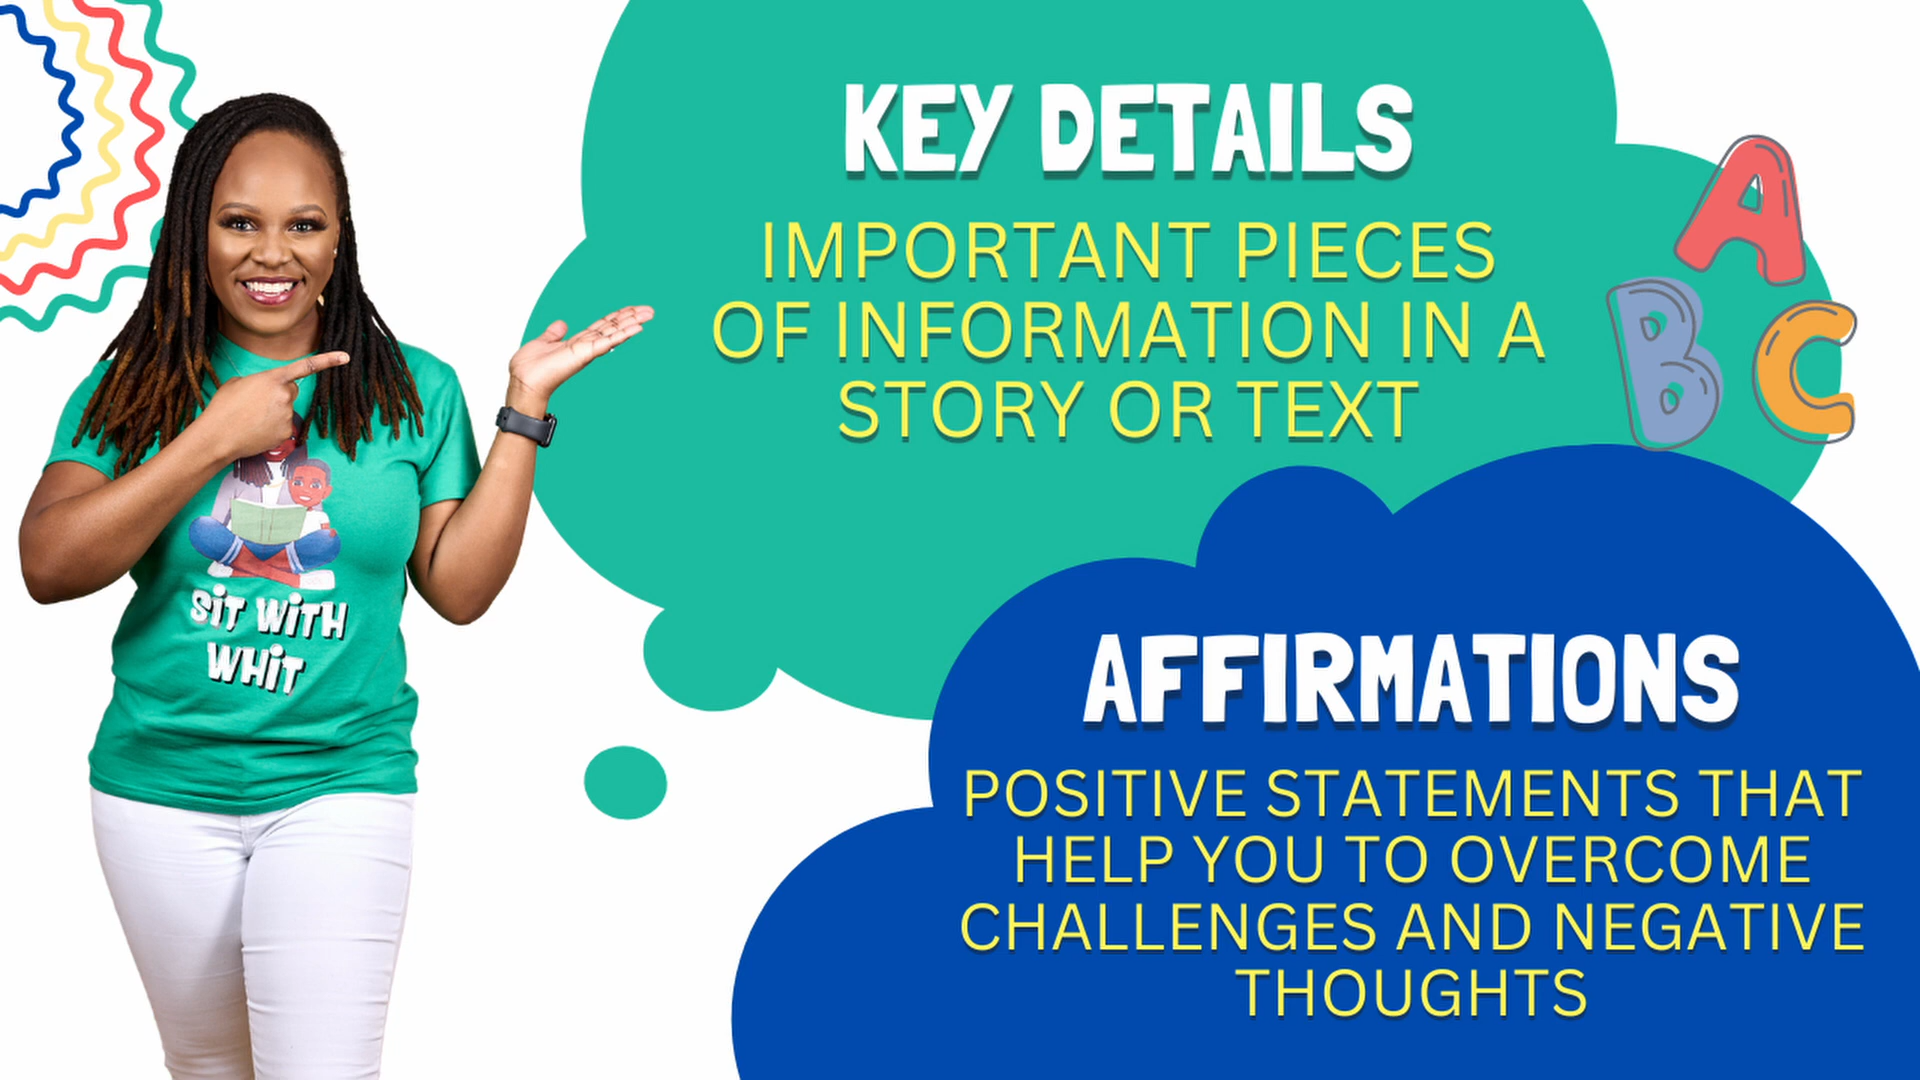 KEY DETAILS
IMPORTANT PIECES
OF INFORMATION IN A
STORY OR TEXT
A
B C
SiT WiTH
WHiT
AFFIRMATIONS
POSITIVE STATEMENTS THAT
HELP YOU TO OVERCOME
CHALLENGES AND NEGATIVE
THOUGHTS